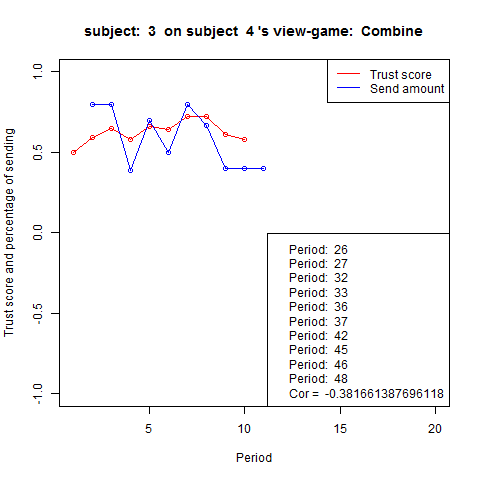 subject:  3  on subject  4 's view-game:  Combine
Trust score
Send amount
Trust score and percentage of sending
1.0
0.5
0.0
-0.5
-1.0
Period:  26
Period:  27
Period:  32
Period:  33
Period:  36
Period:  37
Period:  42
Period:  45
Period:  46
Period:  48
Cor =  -0.381661387696118
5
10
15
20
Period